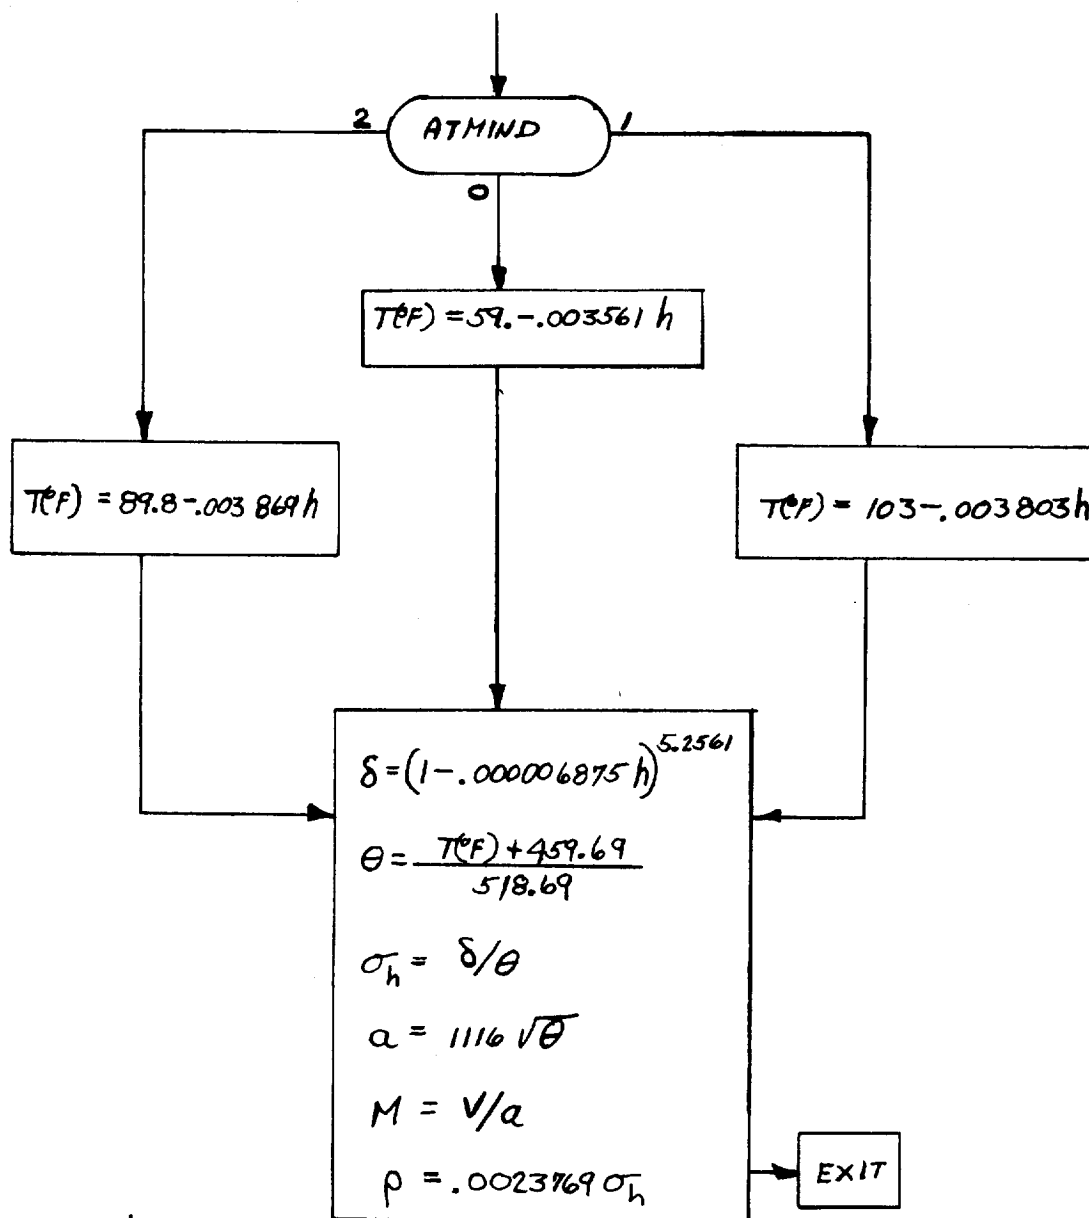 ATMIND
2
1
0
T(°F) = 59.-.003561 h
T(°F) = 89.8-.003869 h
T(°F) = 103-.003803 h
δ = (1-.000006875 h)^5.2561
θ = T(°F) + 459.69 / 518.69
σh = δ/θ
a = 1116 √θ
M = V/a
ρ = .0023769 σh
EXIT